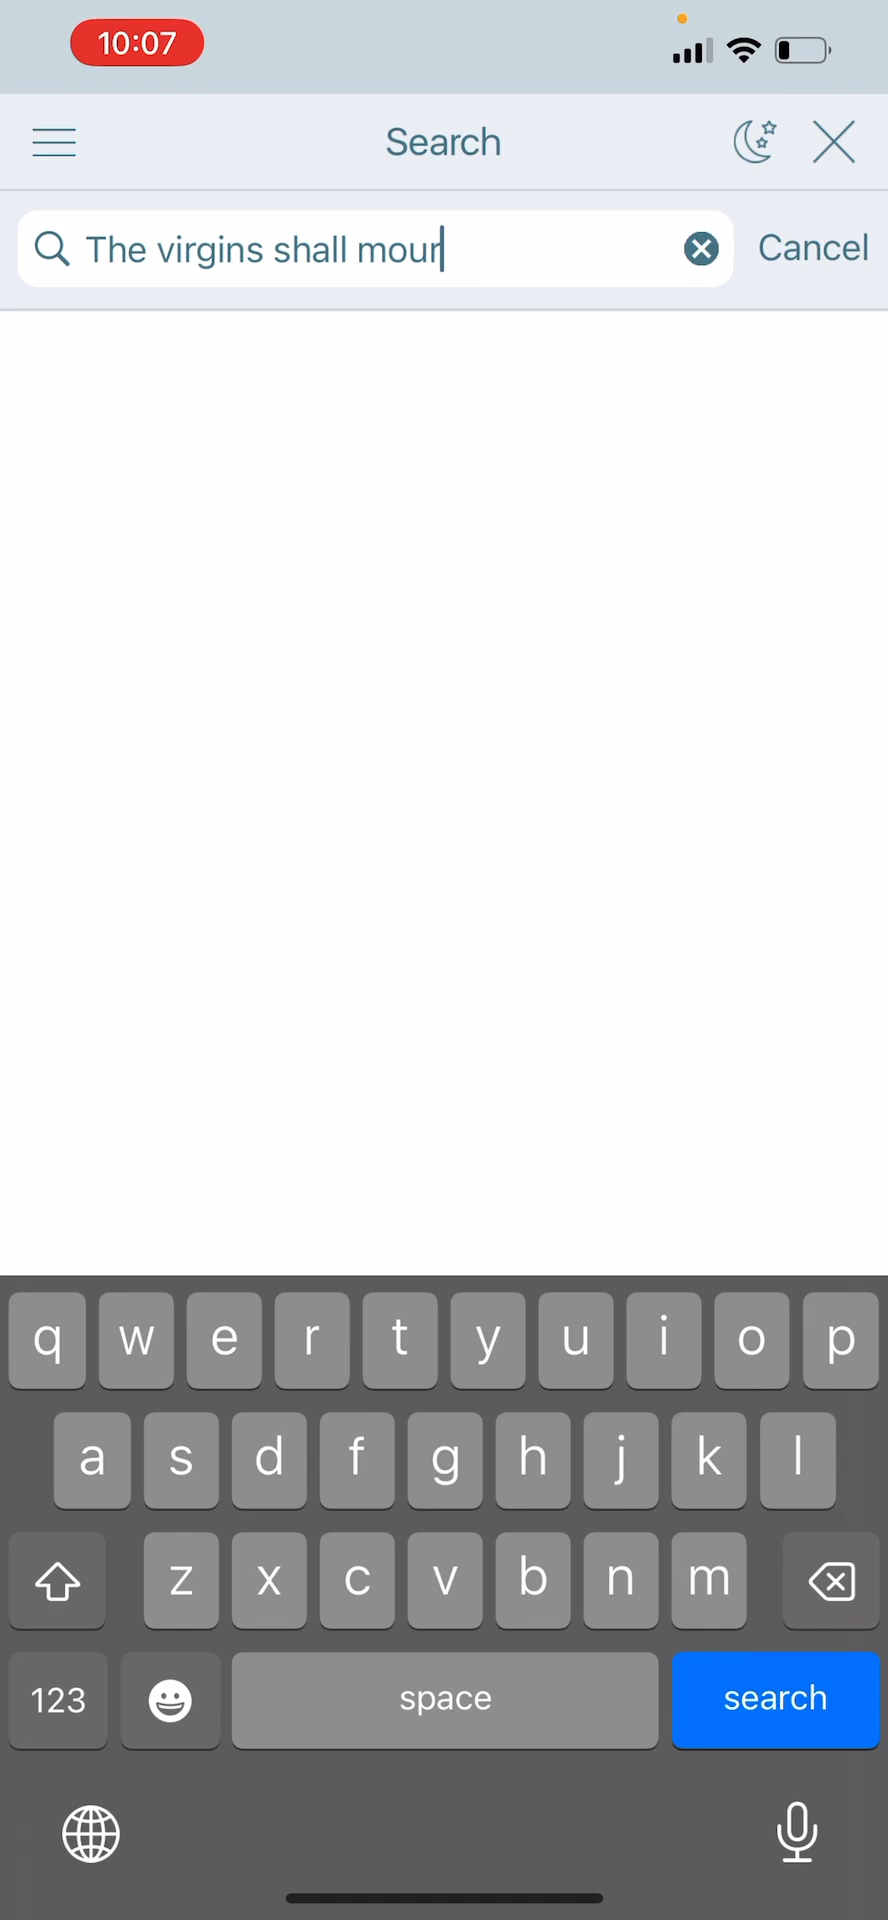 10:07
Search
The virgins shall mour
Cancel
q w e r t y u i o p
a s d f g h j k l
z x c v b n m
123 space search